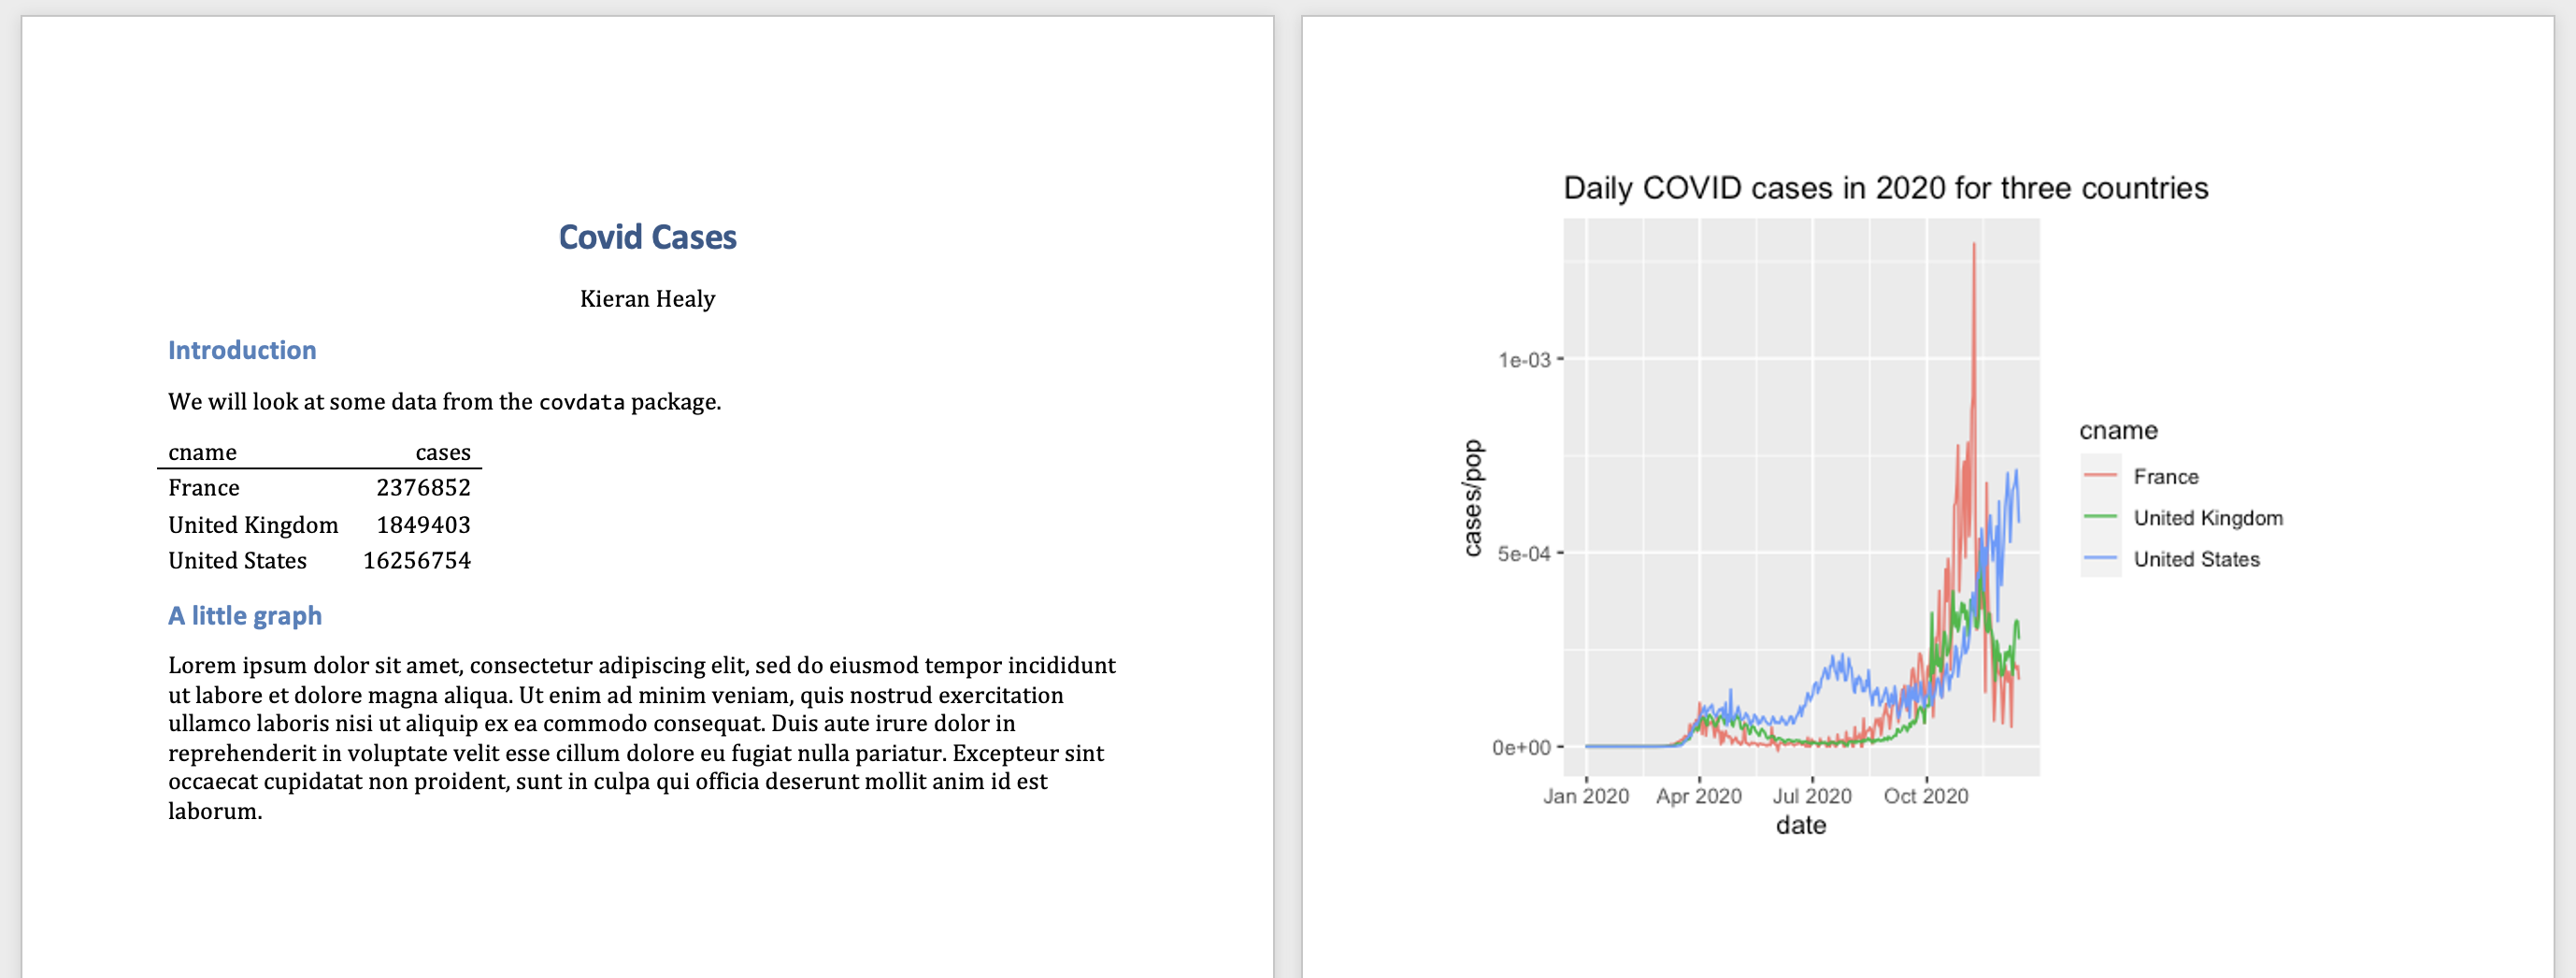 Covid Cases
Kieran Healy
Introduction
We will look at some data from the covdata package.
cname cases
France 2376852
United Kingdom 1849403
United States 16256754
A little graph
Lorem ipsum dolor sit amet, consectetur adipiscing elit, sed do eiusmod tempor incididunt
ut labore et dolore magna aliqua. Ut enim ad minim veniam, quis nostrud exercitation
ullamco laboris nisi ut aliquip ex ea commodo consequat. Duis aute irure dolor in
reprehenderit in voluptate velit esse cillum dolore eu fugiat nulla pariatur. Excepteur sint
occaecat cupidatat non proident, sunt in culpa qui officia deserunt mollit anim id est
laborum.
Daily COVID cases in 2020 for three countries
cases/pop
1e-03
5e-04
0e+00
Jan 2020 Apr 2020 Jul 2020 Oct 2020
date
cname
France
United Kingdom
United States